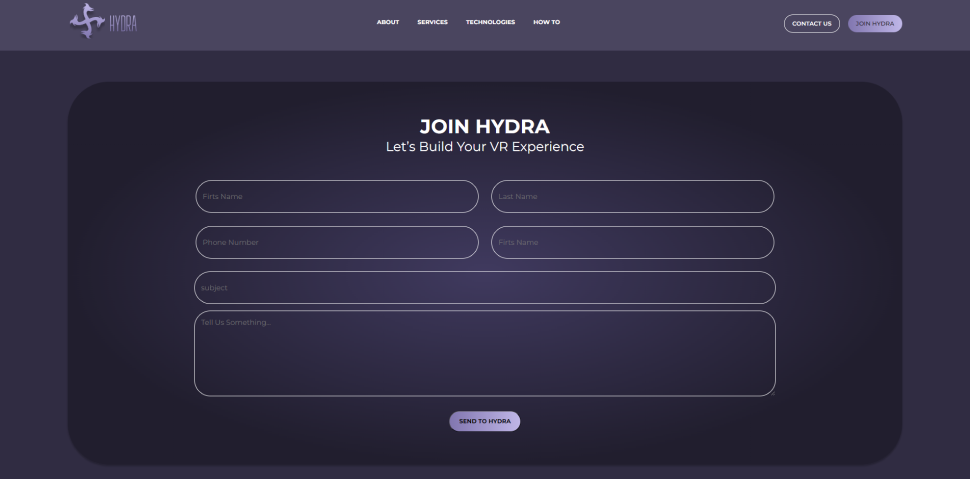 HYDRA
ABOUT SERVICES TECHNOLOGIES HOW TO
CONTACT US JOIN HYDRA
JOIN HYDRA
Let's Build Your VR Experience
Firts Name Last Name
Phone Number Firts Name
subject
Tell Us Something...
SEND TO HYDRA